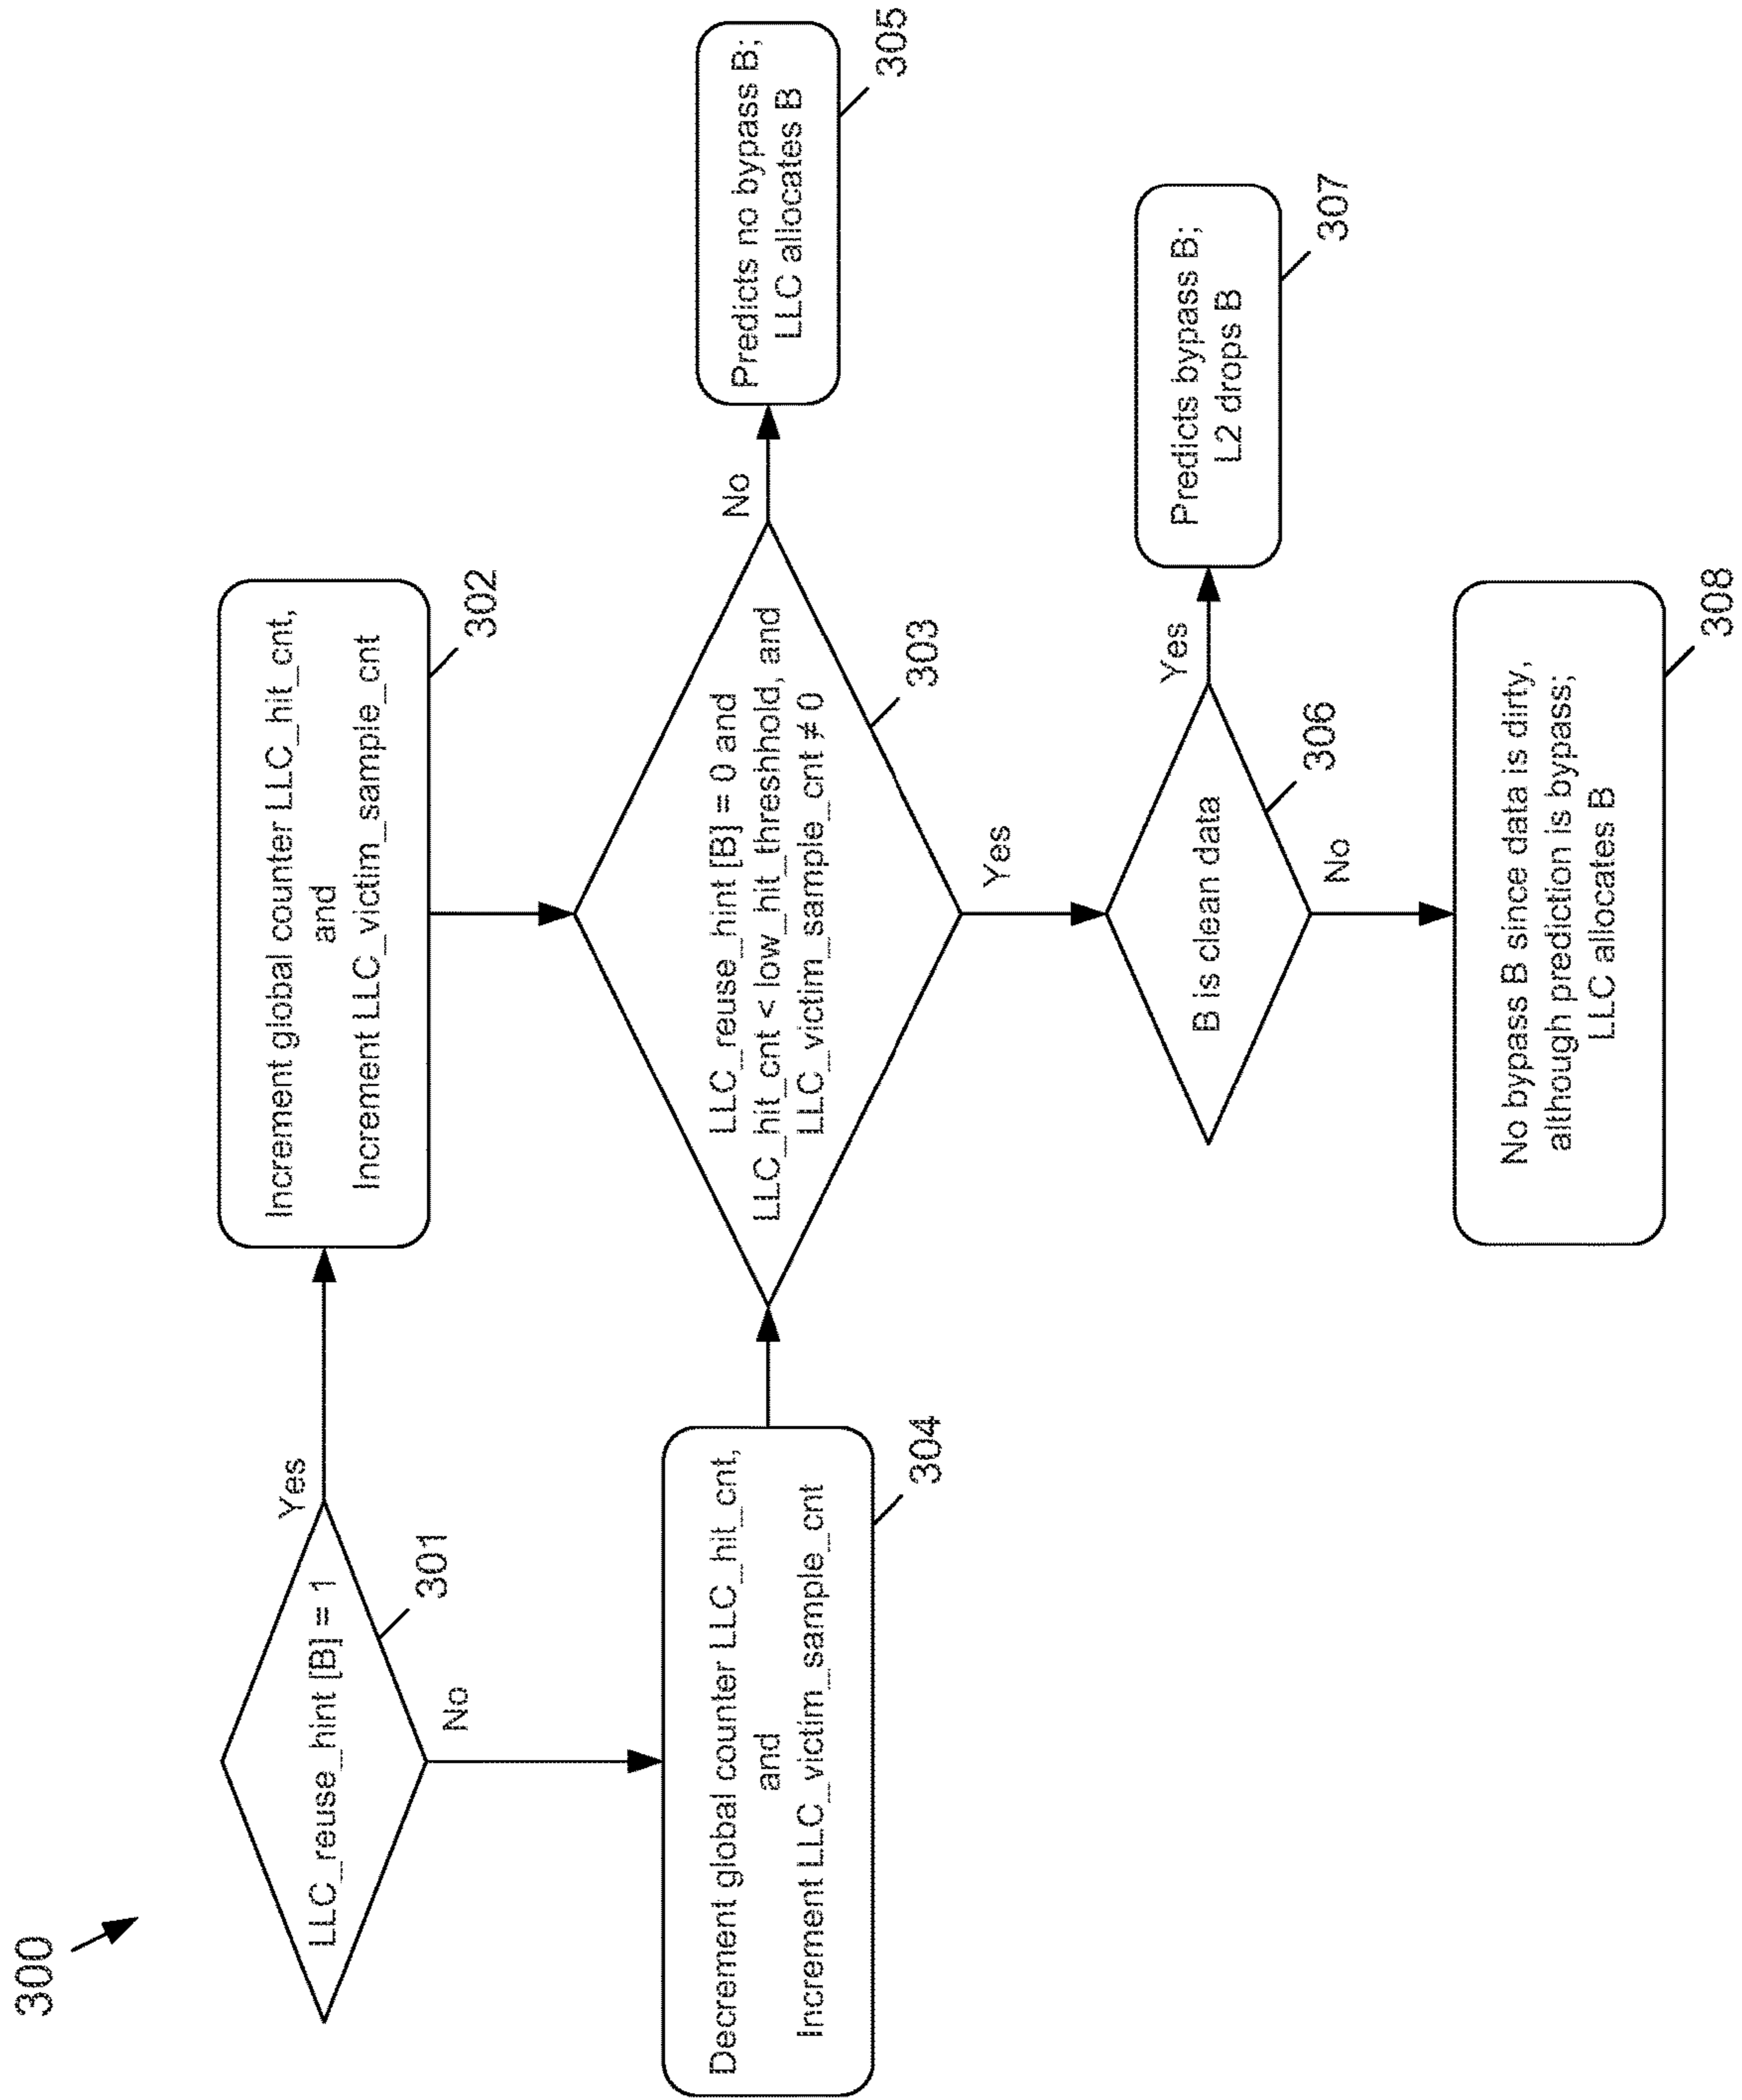 300
LLC_reuse_hint [B] = 1
301
Yes
No
Increment global counter LLC_hit_cnt,
and
Increment LLC_victim_sample_cnt
302
Decrement global counter LLC_hit_cnt,
and
Increment LLC_victim_sample_cnt
304
LLC_reuse_hint [B] = 0 and
LLC_hit_cnt < low_hit_threshhold, and
LLC_victim_sample_cnt ≠ 0
303
No
Yes
Predicts no bypass B;
LLC allocates B
305
B is clean data
306
Yes
No
Predicts bypass B;
L2 drops B
307
No bypass B since data is dirty,
although prediction is bypass;
LLC allocates B
308